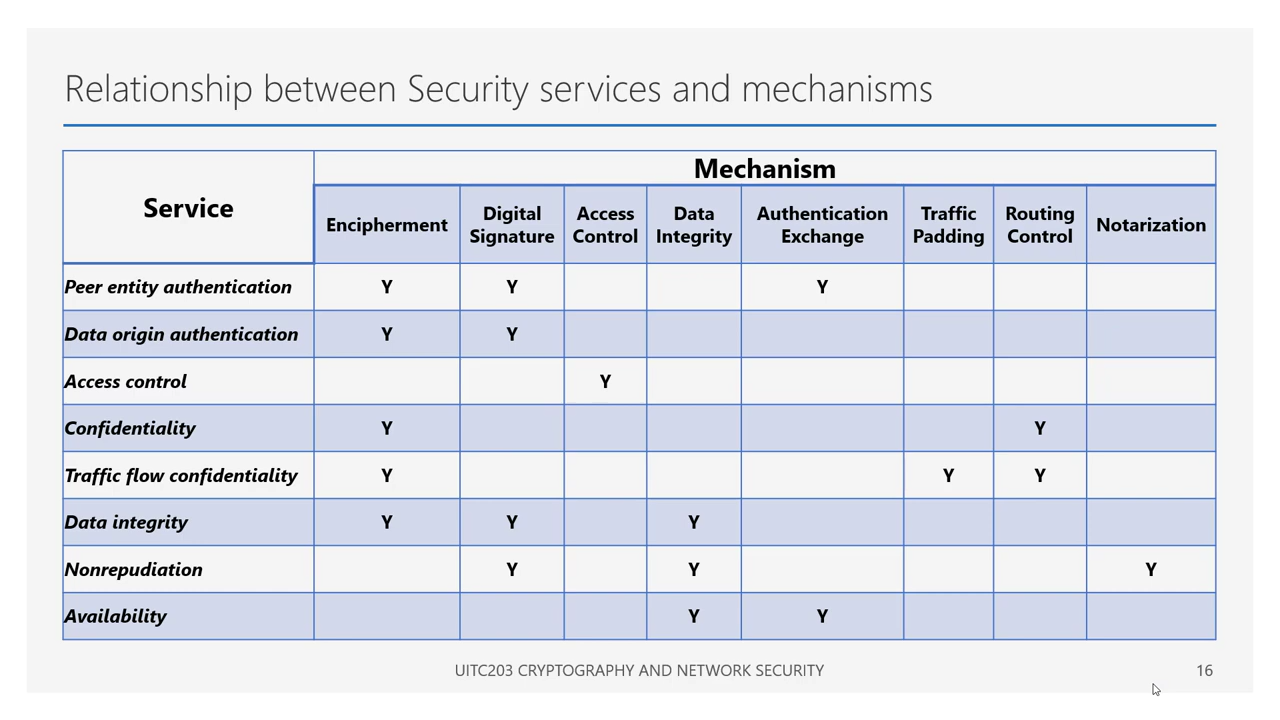 Relationship between Security services and mechanisms
Service
Mechanism
Encipherment
Digital
Signature
Access
Control
Data
Integrity
Authentication
Exchange
Traffic
Padding
Routing
Control
Notarization
Peer entity authentication Y Y Y
Data origin authentication Y Y
Access control Y
Confidentiality Y Y
Traffic flow confidentiality Y Y Y
Data integrity Y Y Y
Nonrepudiation Y Y Y
Availability Y Y
UITC203 CRYPTOGRAPHY AND NETWORK SECURITY
16